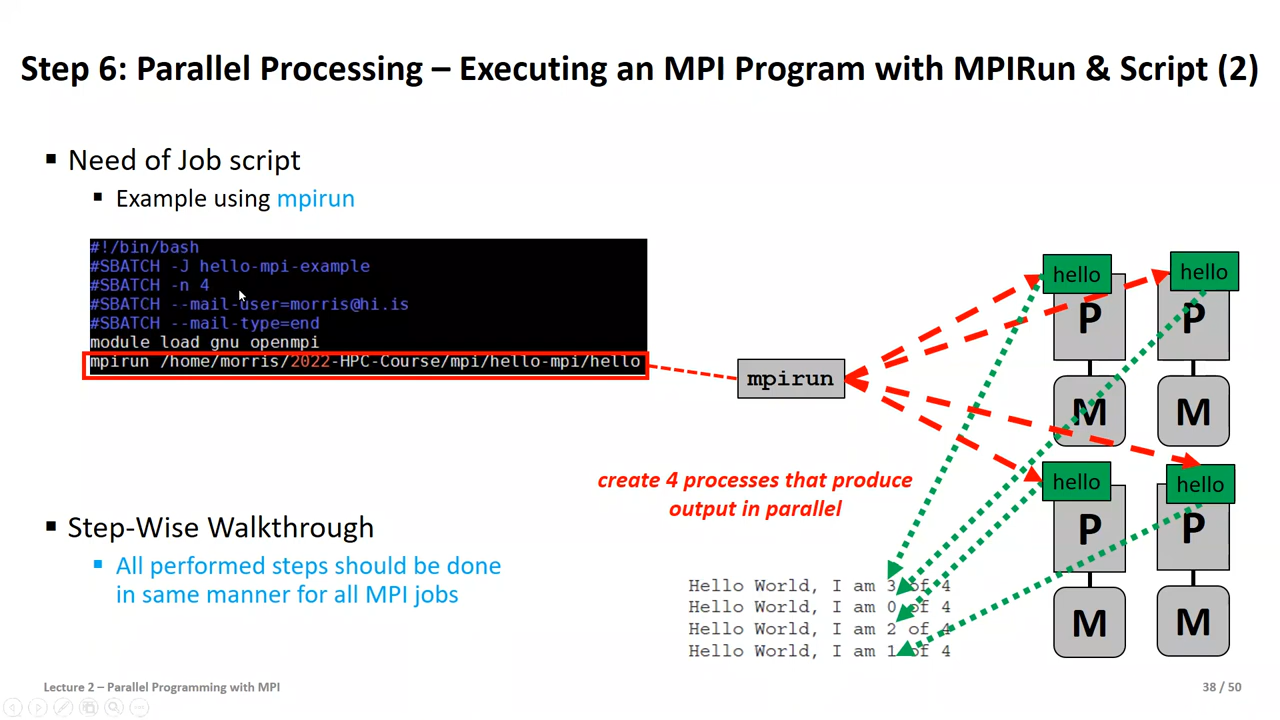 Step 6: Parallel Processing – Executing an MPI Program with MPIRun & Script (2)
▪ Need of Job script
▪ Example using mpirun
#!/bin/bash
#SBATCH -J hello-mpi-example
#SBATCH -n 4
#SBATCH --mail-user=morris@hi.is
#SBATCH --mail-type=end
module load gnu openmpi
mpirun /home/morris/2022-HPC-Course/mpi/hello-mpi/hello
mpirun
hello
hello
P
P
M
M
hello
hello
P
P
M
M
create 4 processes that produce
output in parallel
▪ Step-Wise Walkthrough
▪ All performed steps should be done
in same manner for all MPI jobs
Hello World, I am 3 of 4
Hello World, I am 0 of 4
Hello World, I am 2 of 4
Hello World, I am 1 of 4
Lecture 2 – Parallel Programming with MPI
38 / 50